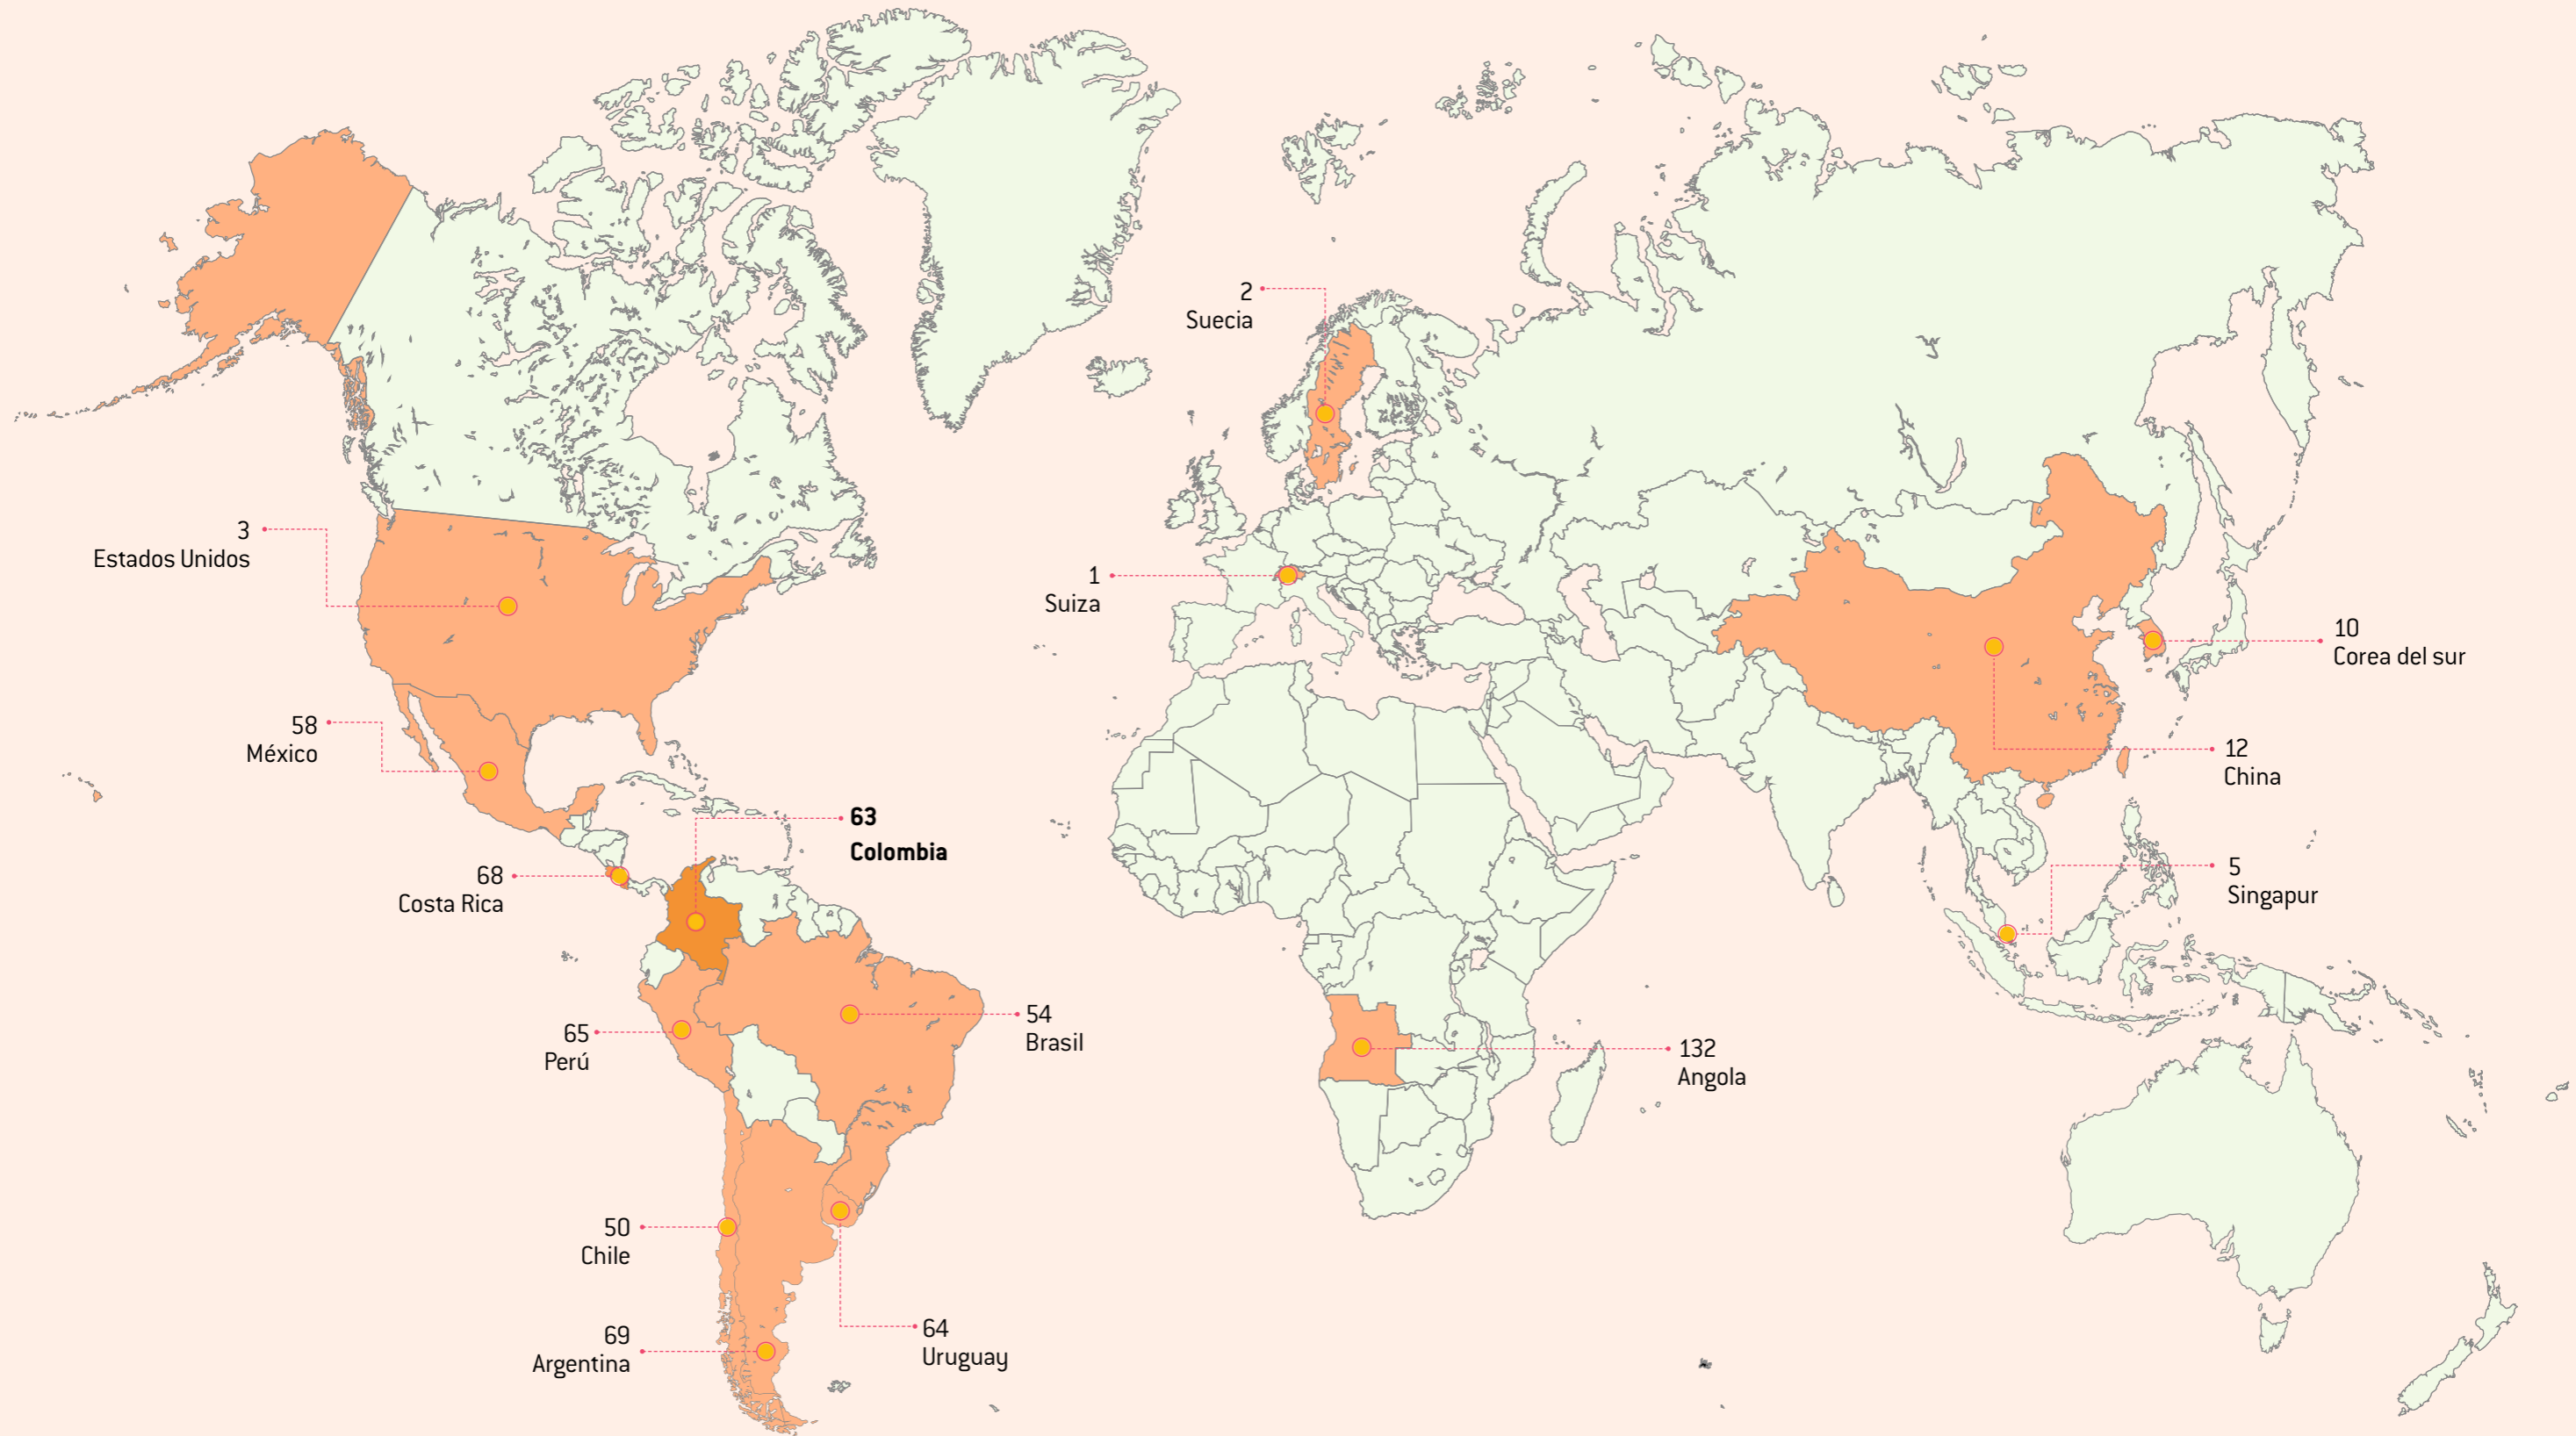 2
Suecia
3
Estados Unidos
1
Suiza
10
Corea del sur
58
México
12
China
63
Colombia
68
Costa Rica
5
Singapur
54
Brasil
65
Perú
132
Angola
50
Chile
64
Uruguay
69
Argentina